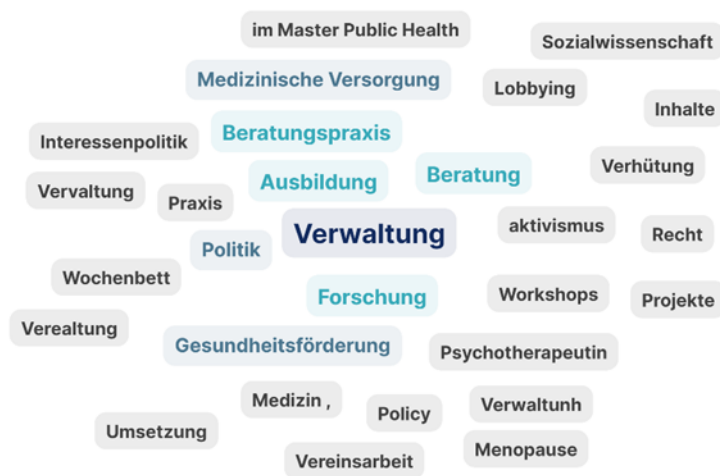 im Master Public Health
Sozialwissenschaft
Medizinische Versorgung
Lobbying
Inhalte
Beratungspraxis
Interessenpolitik
Verhütung
Beratung
Ausbildung
Vervaltung
Praxis
aktivismus
Verwaltung
Recht
Politik
Wochenbett
Workshops
Forschung
Projekte
Verealtung
Gesundheitsförderung
Psychotherapeutin
Medizin ,
Verwaltunh
Policy
Umsetzung
Menopause
Vereinsarbeit